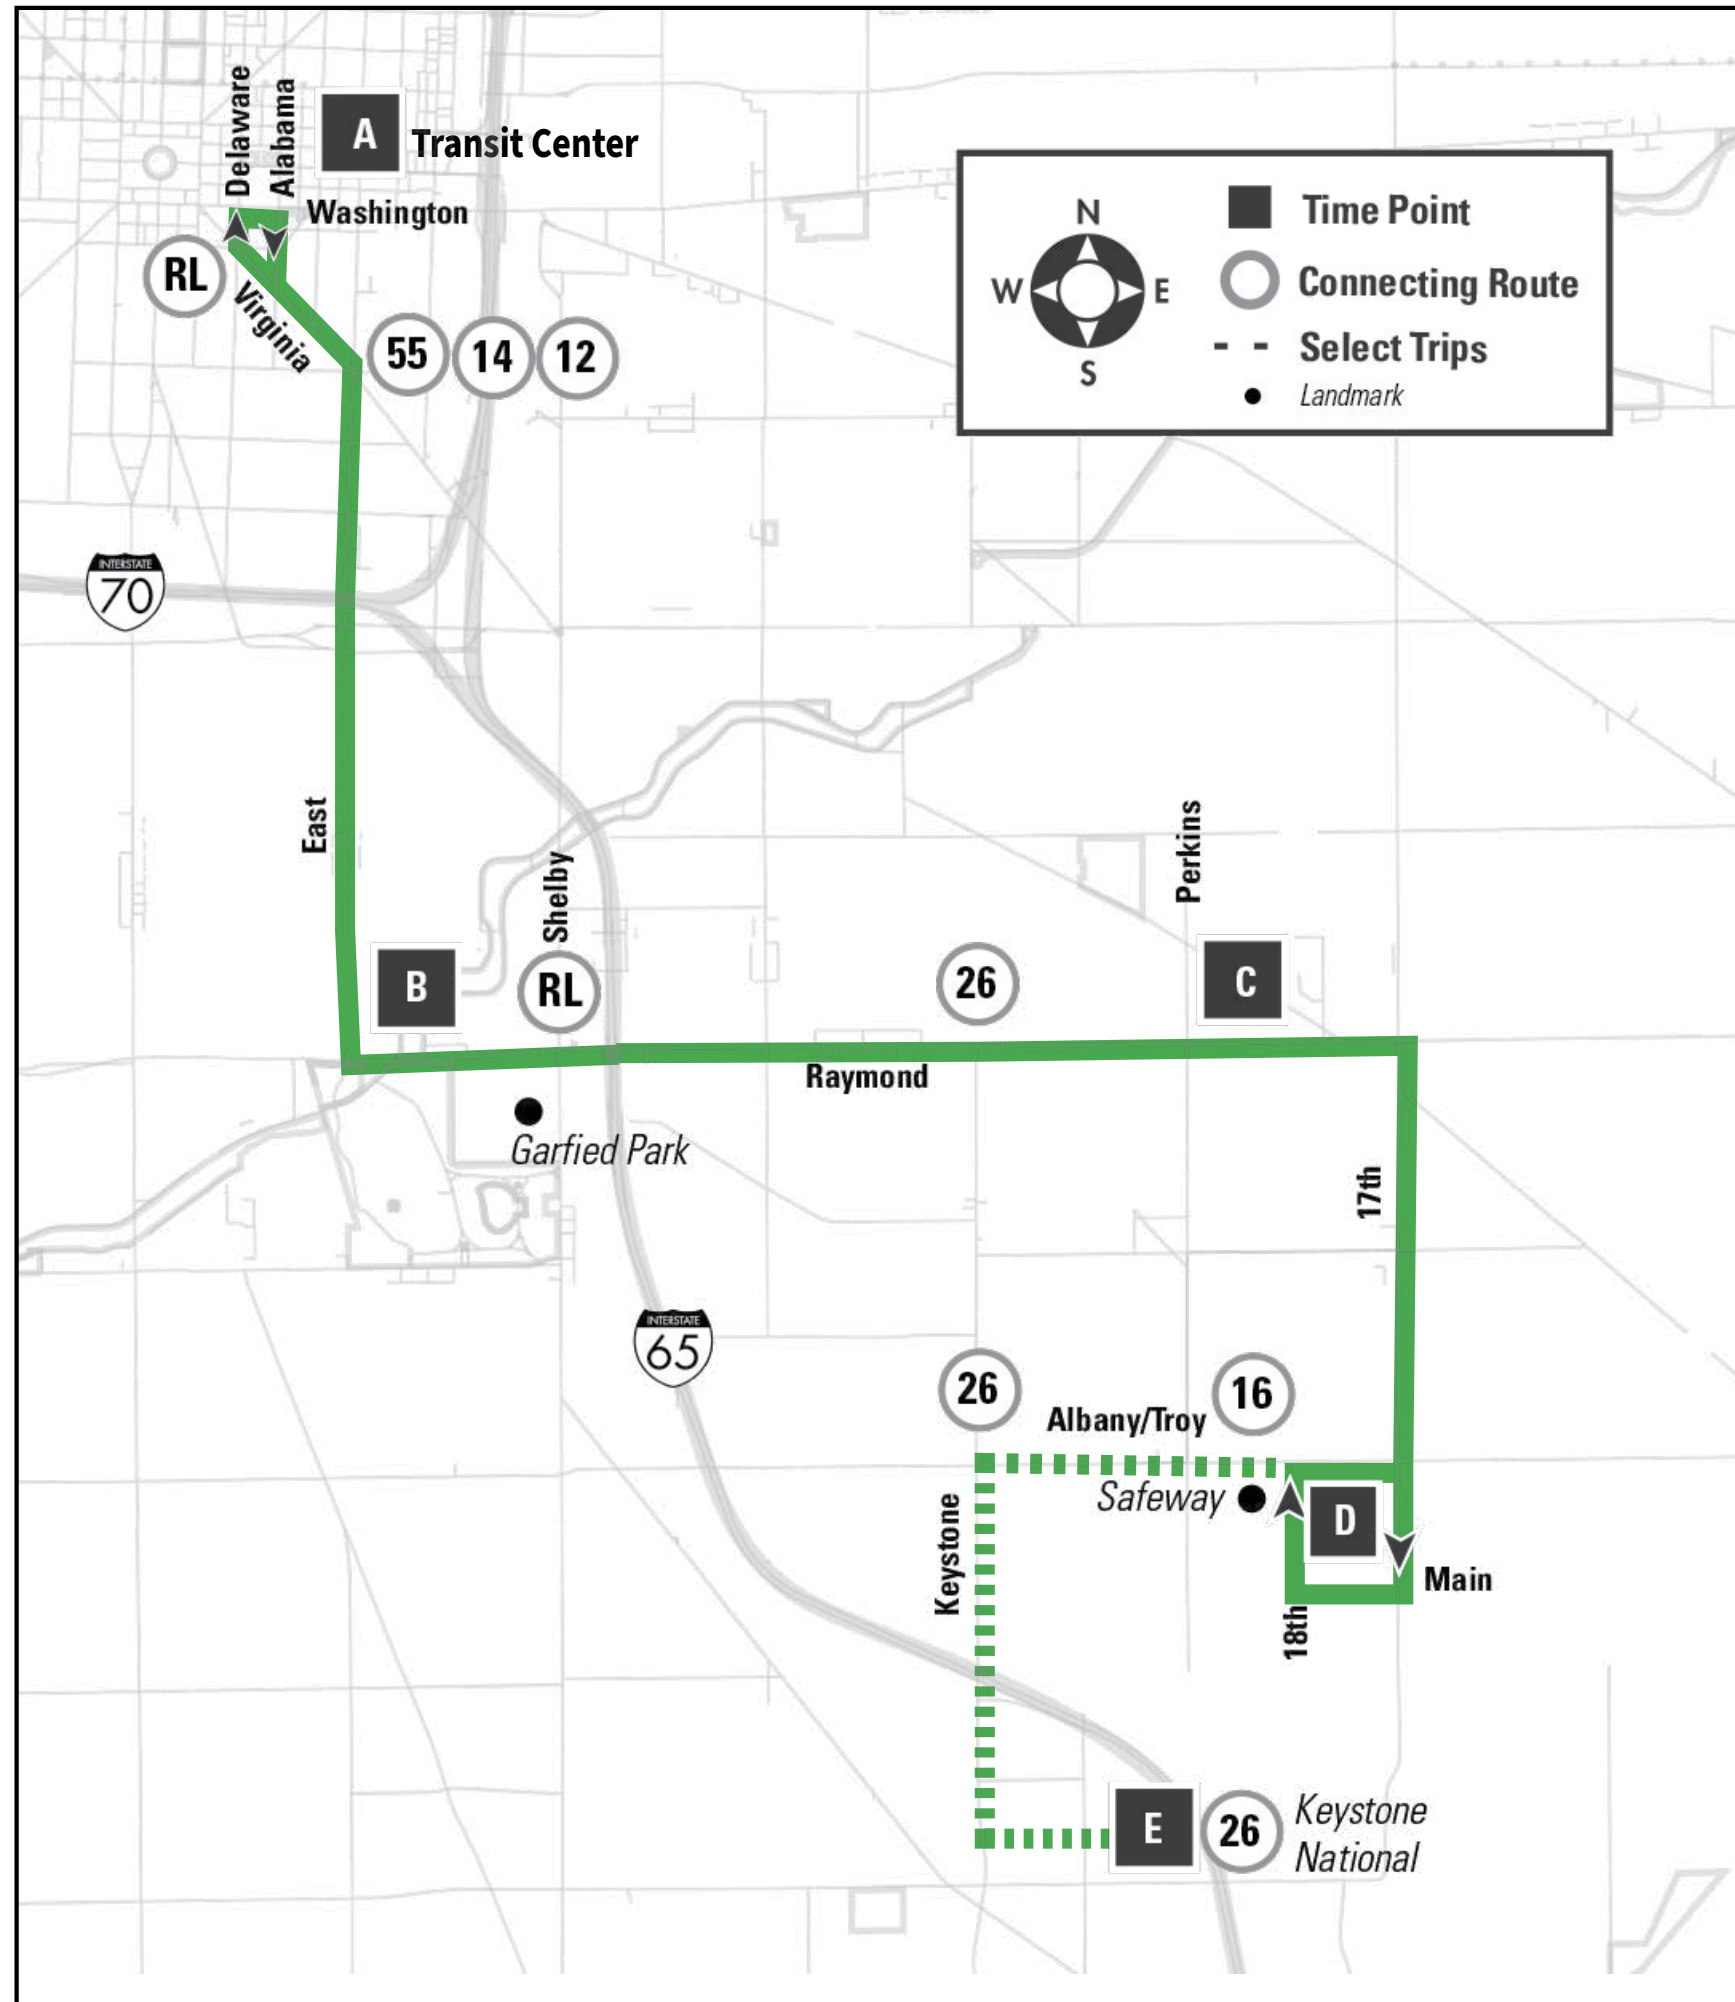 Delaware
Alabama
A
Transit Center
Washington
RL
Virginia
55
14
12
N
W
E
S
Time Point
Connecting Route
Select Trips
Landmark
INTERSTATE
70
East
Shelby
Perkins
B
RL
26
C
Raymond
Garfied Park
17th
INTERSTATE
65
26
16
Albany/Troy
Safeway
D
Keystone
Main
18th
E
26
Keystone
National